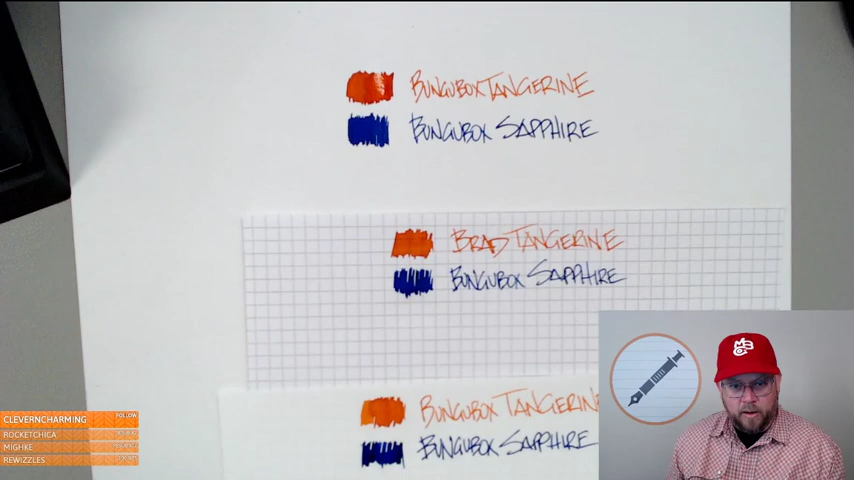 BUNGUBOX TANGERINE
BUNGUBOX SAPPHIRE
BRAD TANGERINE
BUNGUBOX SAPPHIRE
BUNGUBOX TANGERINE
BUNGUBOX SAPPHIRE
CLEVERNCHARMING FOLLOW
ROCKETCHICA
MIGHKE
REWIZZLES